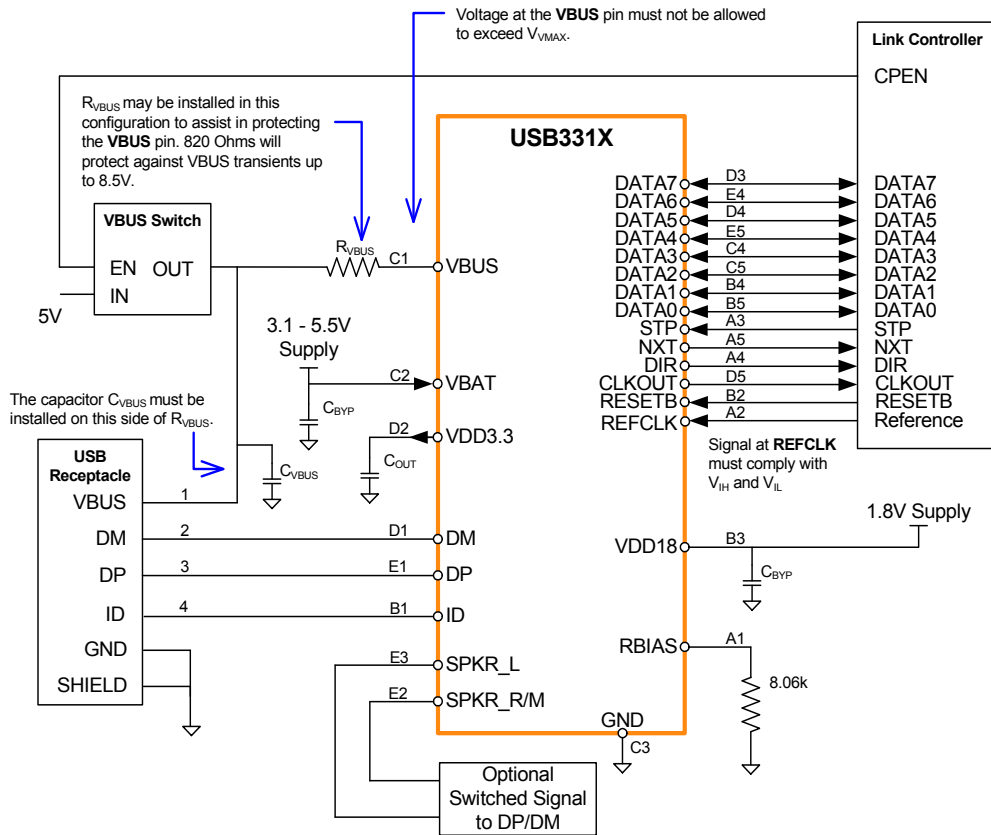 Voltage at the VBUS pin must not be allowed
to exceed VVMAX.
Link Controller
CPEN
RVBUS may be installed in this
configuration to assist in protecting
the VBUS pin. 820 Ohms will
protect against VBUS transients up
to 8.5V.
USB331X
VBUS Switch
EN OUT
IN
5V
RVBUS
C1
VBUS
DATA7 D3 DATA7
DATA6 E4 DATA6
DATA5 D4 DATA5
DATA4 E5 DATA4
DATA3 C4 DATA3
DATA2 C5 DATA2
DATA1 B4 DATA1
DATA0 B5 DATA0
STP A3 STP
NXT A5 NXT
DIR A4 DIR
CLKOUT D5 CLKOUT
RESETB B2 RESETB
REFCLK A2 Reference
3.1 - 5.5V
Supply
C2
VBAT
CBYP
D2
VDD3.3
COUT
Signal at REFCLK
must comply with
VIH and VIL
The capacitor CVBUS must be
installed on this side of RVBUS.
CVBUS
USB
Receptacle
VBUS 1
DM 2 D1 DM
DP 3 E1 DP
ID 4 B1 ID
GND
SHIELD
E3 SPKR_L
E2 SPKR_R/M
1.8V Supply
VDD18 B3
CBYP
RBIAS A1
8.06k
GND
C3
Optional
Switched Signal
to DP/DM